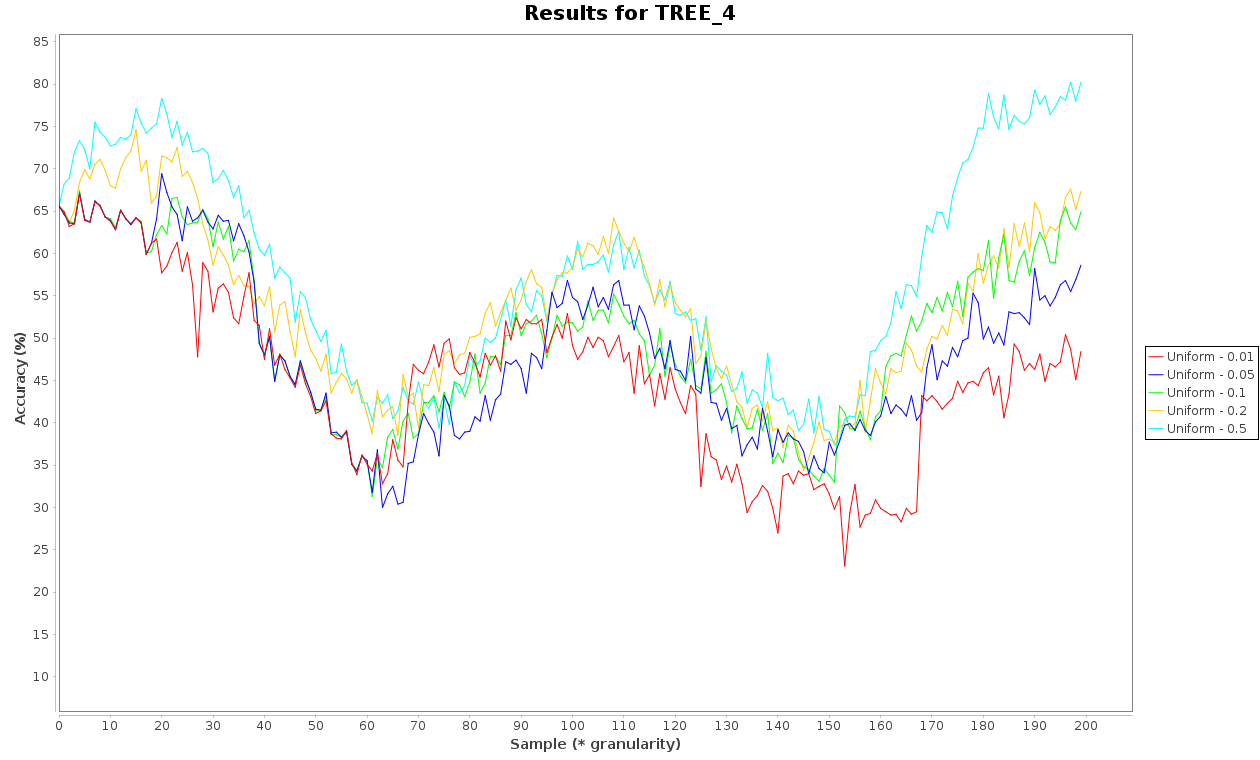 Results for TREE_4
85
80
75
70
65
60
55
50
45
40
35
30
25
20
15
10
Accuracy (%)
0 10 20 30 40 50 60 70 80 90 100 110 120 130 140 150 160 170 180 190 200
Sample (* granularity)
Uniform - 0.01
Uniform - 0.05
Uniform - 0.1
Uniform - 0.2
Uniform - 0.5